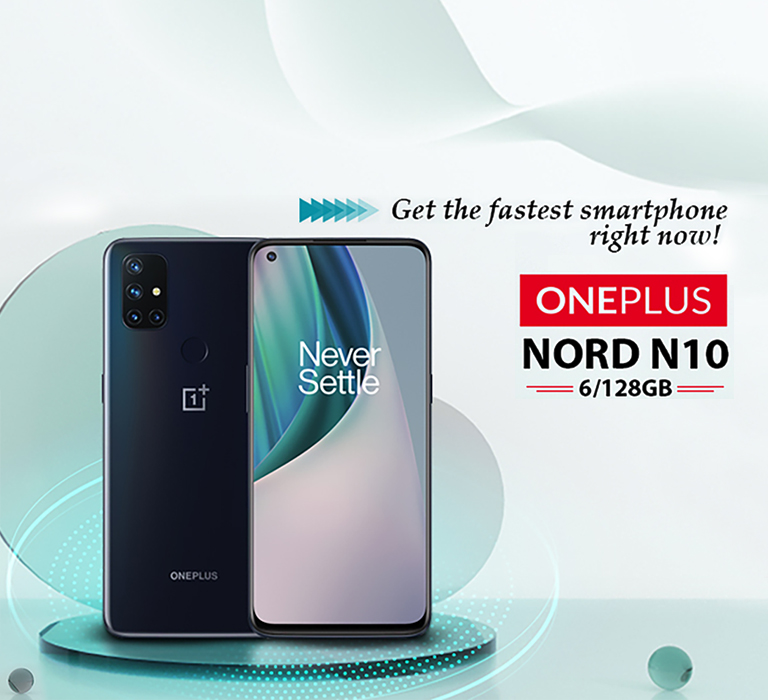 Get the fastest smartphone
right now!
ONEPLUS
NORD N10
6/128GB
Never
Settle
ONEPLUS